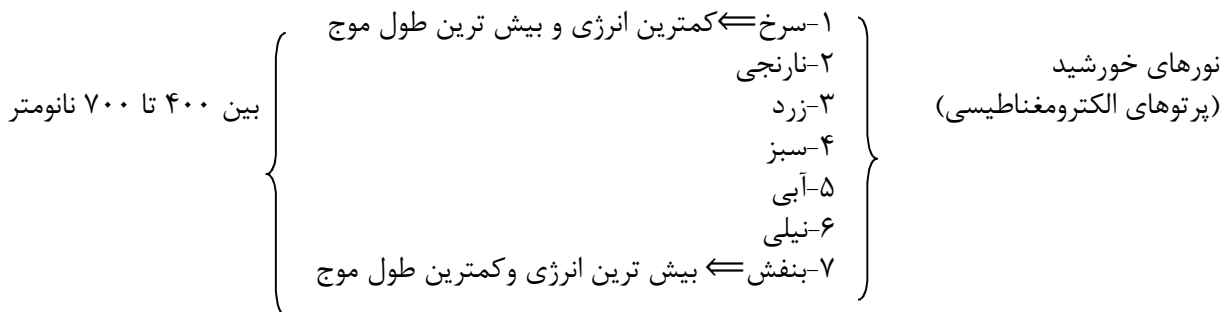 نورهای خورشید
(پرتوهای الکترومغناطیسی)
۱-سرخ⟸کمترین انرژی و بیش ترین طول موج
۲-نارنجی
۳-زرد
۴-سبز
۵-آبی
۶-نیلی
۷-بنفش⟸ بیش ترین انرژی وکمترین طول موج
بین ۴۰۰ تا ۷۰۰ نانومتر